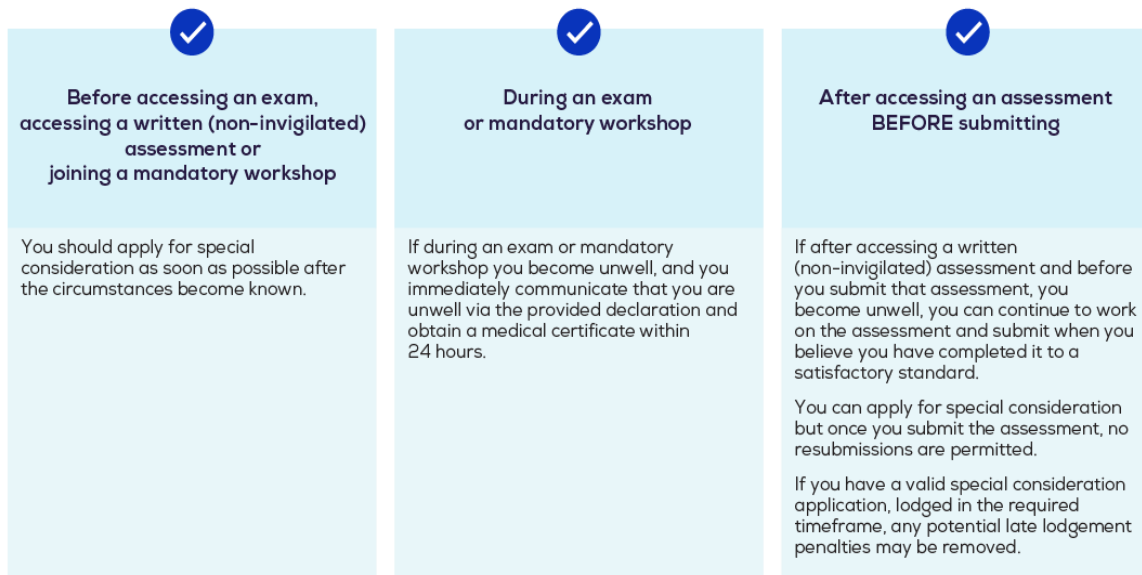 Before accessing an exam,
accessing a written (non-invigilated)
assessment or
joining a mandatory workshop
You should apply for special
consideration as soon as possible after
the circumstances become known.
During an exam
or mandatory workshop
If during an exam or mandatory
workshop you become unwell, and you
immediately communicate that you are
unwell via the provided declaration and
obtain a medical certificate within
24 hours.
After accessing an assessment
BEFORE submitting
If after accessing a written
(non-invigilated) assessment and before
you submit that assessment, you
become unwell, you can continue to work
on the assessment and submit when you
believe you have completed it to a
satisfactory standard.
You can apply for special consideration
but once you submit the assessment, no
resubmissions are permitted.
If you have a valid special consideration
application, lodged in the required
timeframe, any potential late lodgement
penalties may be removed.